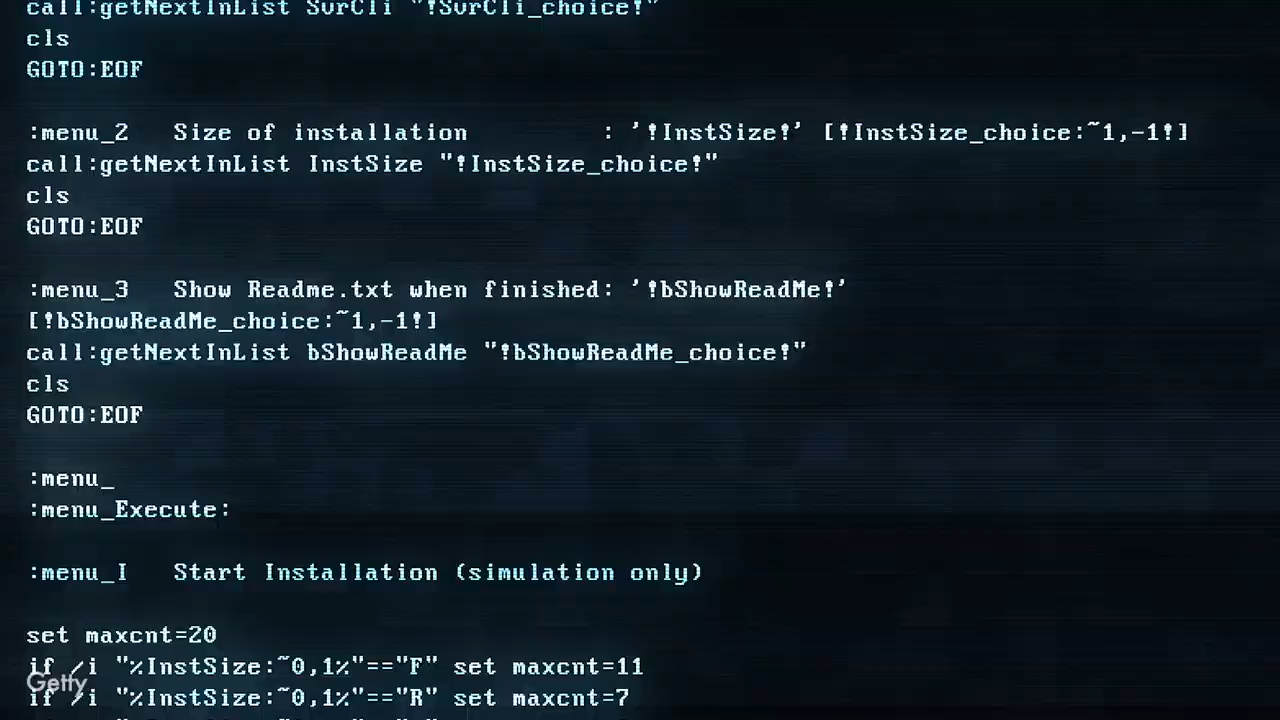 call:getNextInList SvrCli "!SvrCli_choice!"
cls
GOTO:EOF
:menu_2   Size of installation         : '!InstSize!' [!InstSize_choice:~1,-1!]
call:getNextInList InstSize "!InstSize_choice!"
cls
GOTO:EOF
:menu_3   Show Readme.txt when finished: '!bShowReadMe!'
[!bShowReadMe_choice:~1,-1!]
call:getNextInList bShowReadMe "!bShowReadMe_choice!"
cls
GOTO:EOF
:menu_
:menu_Execute:
:menu_I   Start Installation (simulation only)
set maxcnt=20
if /i "%InstSize:~0,1%"=="F" set maxcnt=11
Getty
if /i "%InstSize:~0,1%"=="R" set maxcnt=7